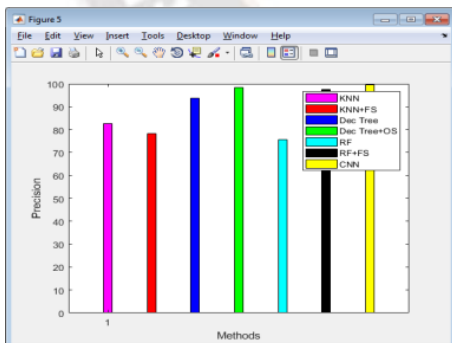 Figure 5
File Edit View Insert Tools Desktop Window Help
100
90
80
70
60
50
40
30
20
10
0
Precision
KNN
KNN+FS
Dec Tree
Dec Tree+OS
RF
RF+FS
CNN
1
Methods